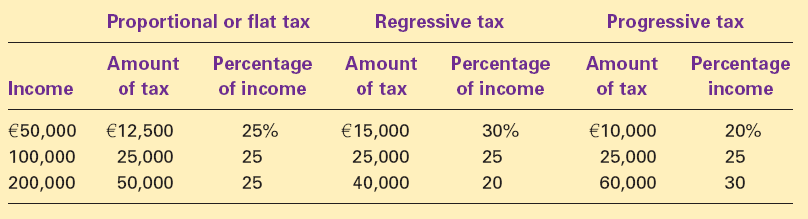 Proportional or flat tax Regressive tax Progressive tax
Amount Percentage Amount Percentage Amount Percentage
Income of tax of income of tax of income of tax income
€50,000 €12,500 25% €15,000 30% €10,000 20%
100,000 25,000 25 25,000 25 25,000 25
200,000 50,000 25 40,000 20 60,000 30